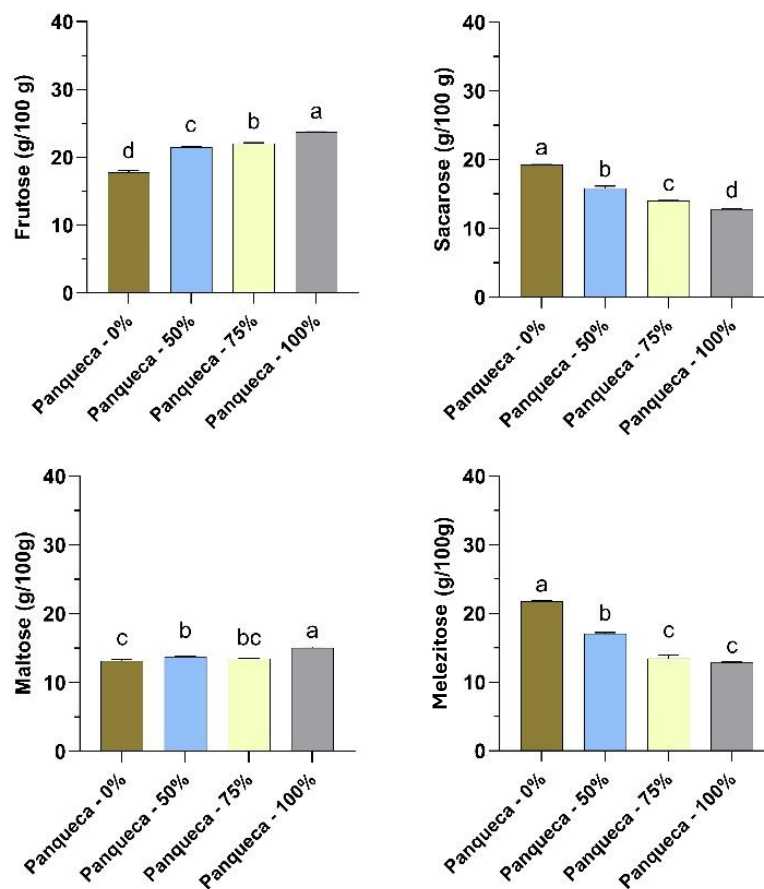 Frutose (g/100 g)
40
30
20
10
0
d
c
b
a
Panqueca - 0%
Panqueca - 50%
Panqueca - 75%
Panqueca - 100%
Sacarose (g/100 g)
40
30
20
10
0
a
b
c
d
Panqueca - 0%
Panqueca - 50%
Panqueca - 75%
Panqueca - 100%
Maltose (g/100g)
40
30
20
10
0
c
b
bc
a
Panqueca - 0%
Panqueca - 50%
Panqueca - 75%
Panqueca - 100%
Melezitose (g/100g)
40
30
20
10
0
a
b
c
c
Panqueca - 0%
Panqueca - 50%
Panqueca - 75%
Panqueca - 100%